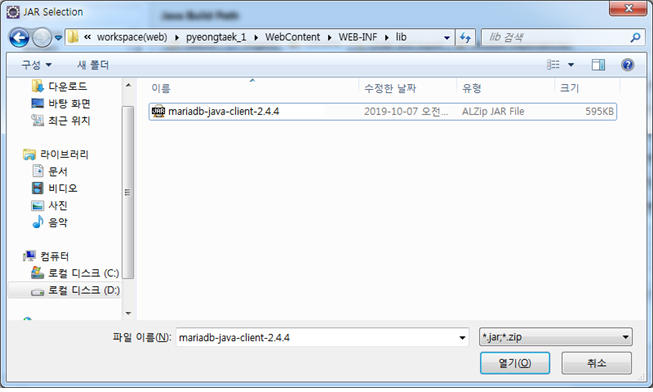 JAR Selection
Java Build Path
« workspace(web) ▸ pyeongtaek_1 ▸ WebContent ▸ WEB-INF ▸ lib
lib 검색
구성 새 폴더
이름 수정한 날짜 유형 크기
mariadb-java-client-2.4.4 2019-10-07 오전... ALZip JAR File 595KB
다운로드
바탕 화면
최근 위치
라이브러리
문서
비디오
사진
음악
컴퓨터
로컬 디스크 (C:)
로컬 디스크 (D:)
파일 이름(N): mariadb-java-client-2.4.4 *.jar;*.zip
열기(O) 취소